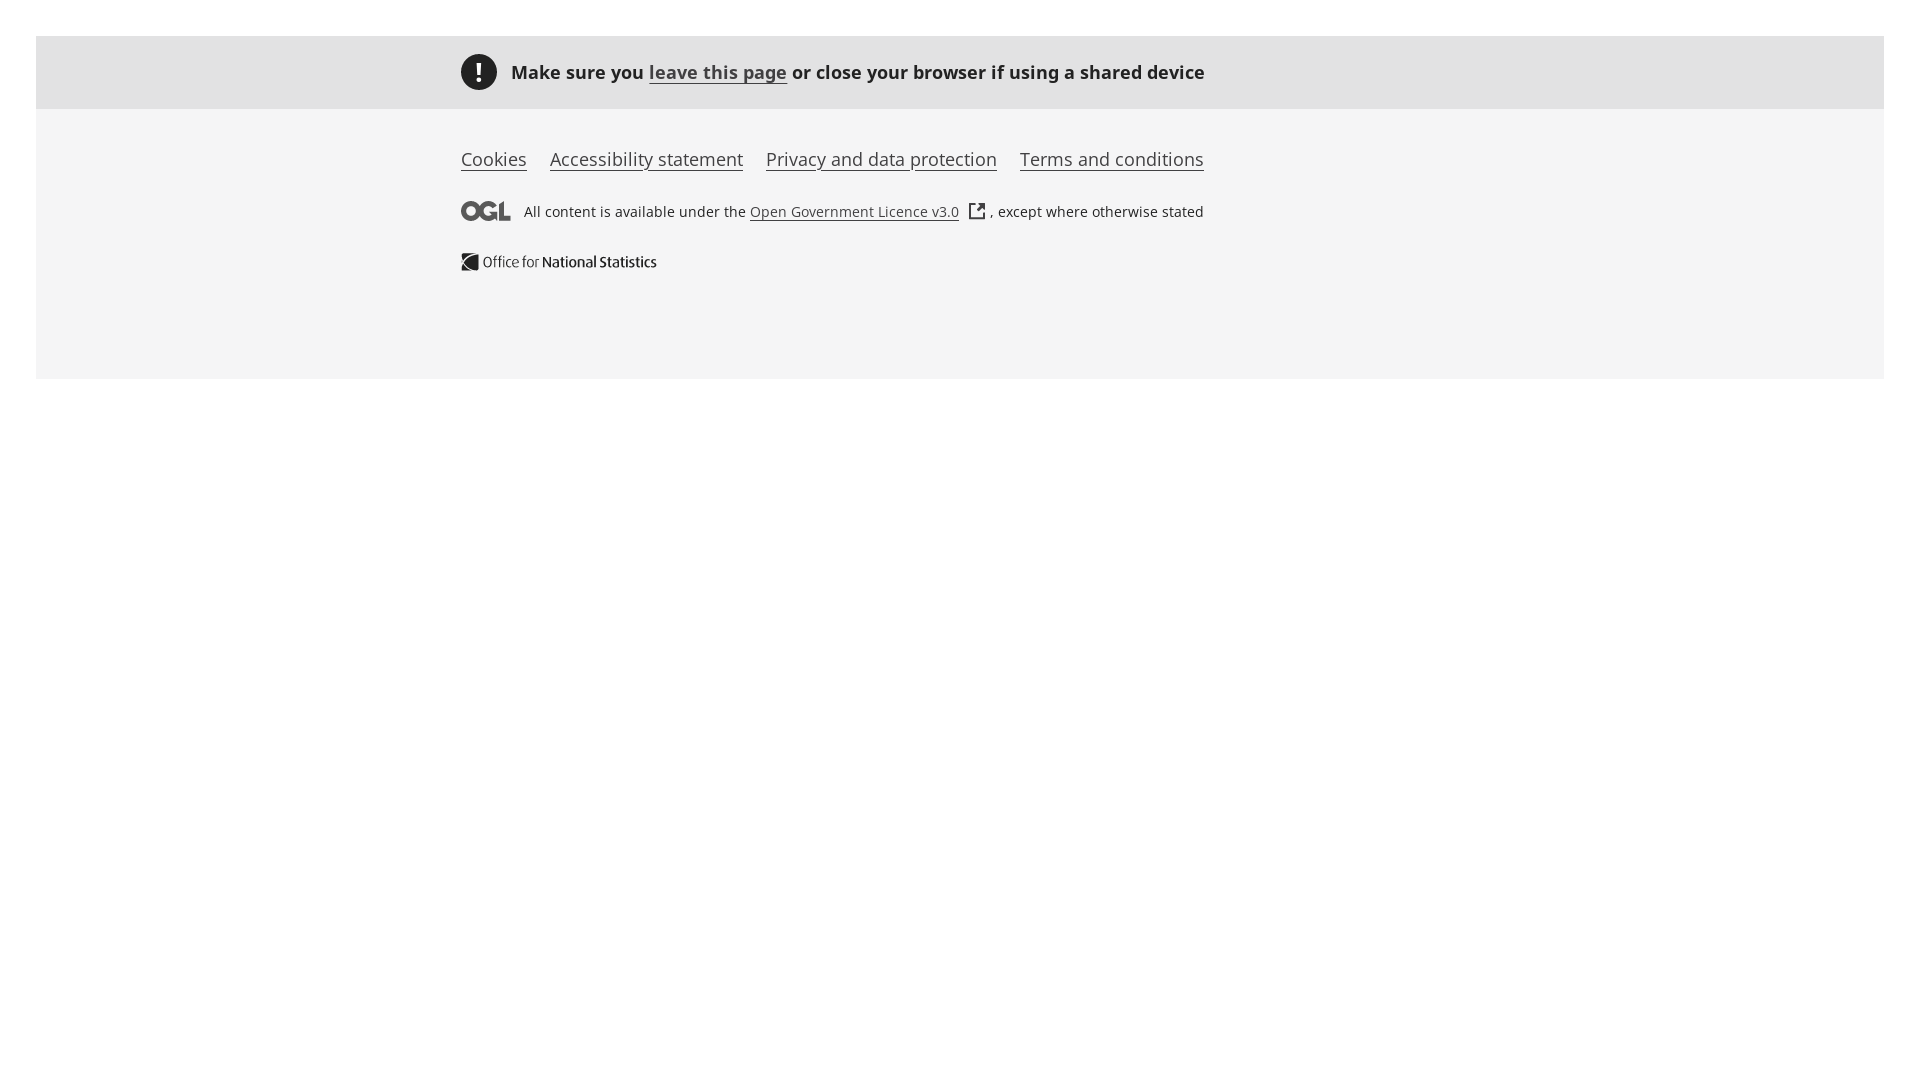 ! Make sure you leave this page or close your browser if using a shared device
Cookies Accessibility statement Privacy and data protection Terms and conditions
OGL All content is available under the Open Government Licence v3.0 , except where otherwise stated
Office for National Statistics